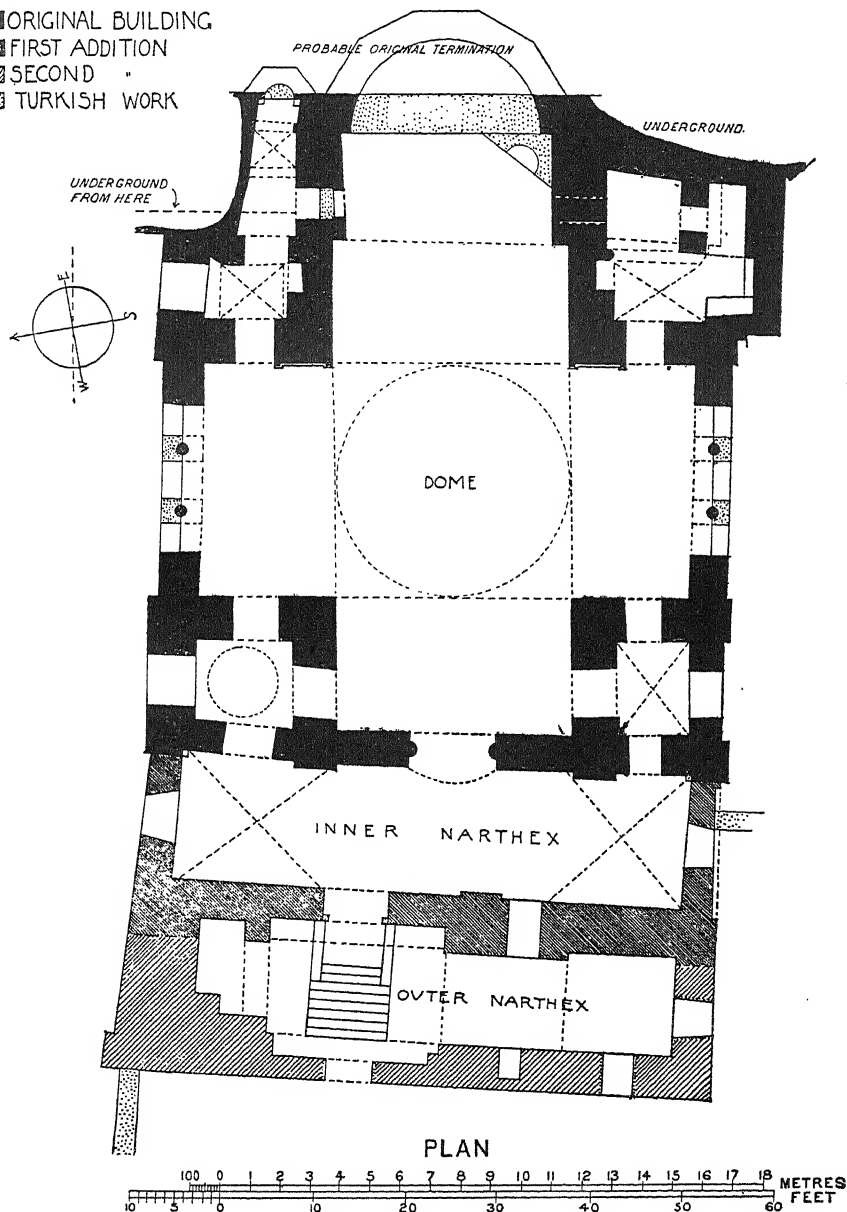 ORIGINAL BUILDING
FIRST ADDITION
SECOND "
TURKISH WORK
PROBABLE ORIGINAL TERMINATION
UNDERGROUND.
UNDERGROUND
FROM HERE
E
S
W
DOME
INNER NARTHEX
OUTER NARTHEX
PLAN
100 0 1 2 3 4 5 6 7 8 9 10 11 12 13 14 15 16 17 18 METRES
10 5 0 10 20 30 40 50 60 FEET